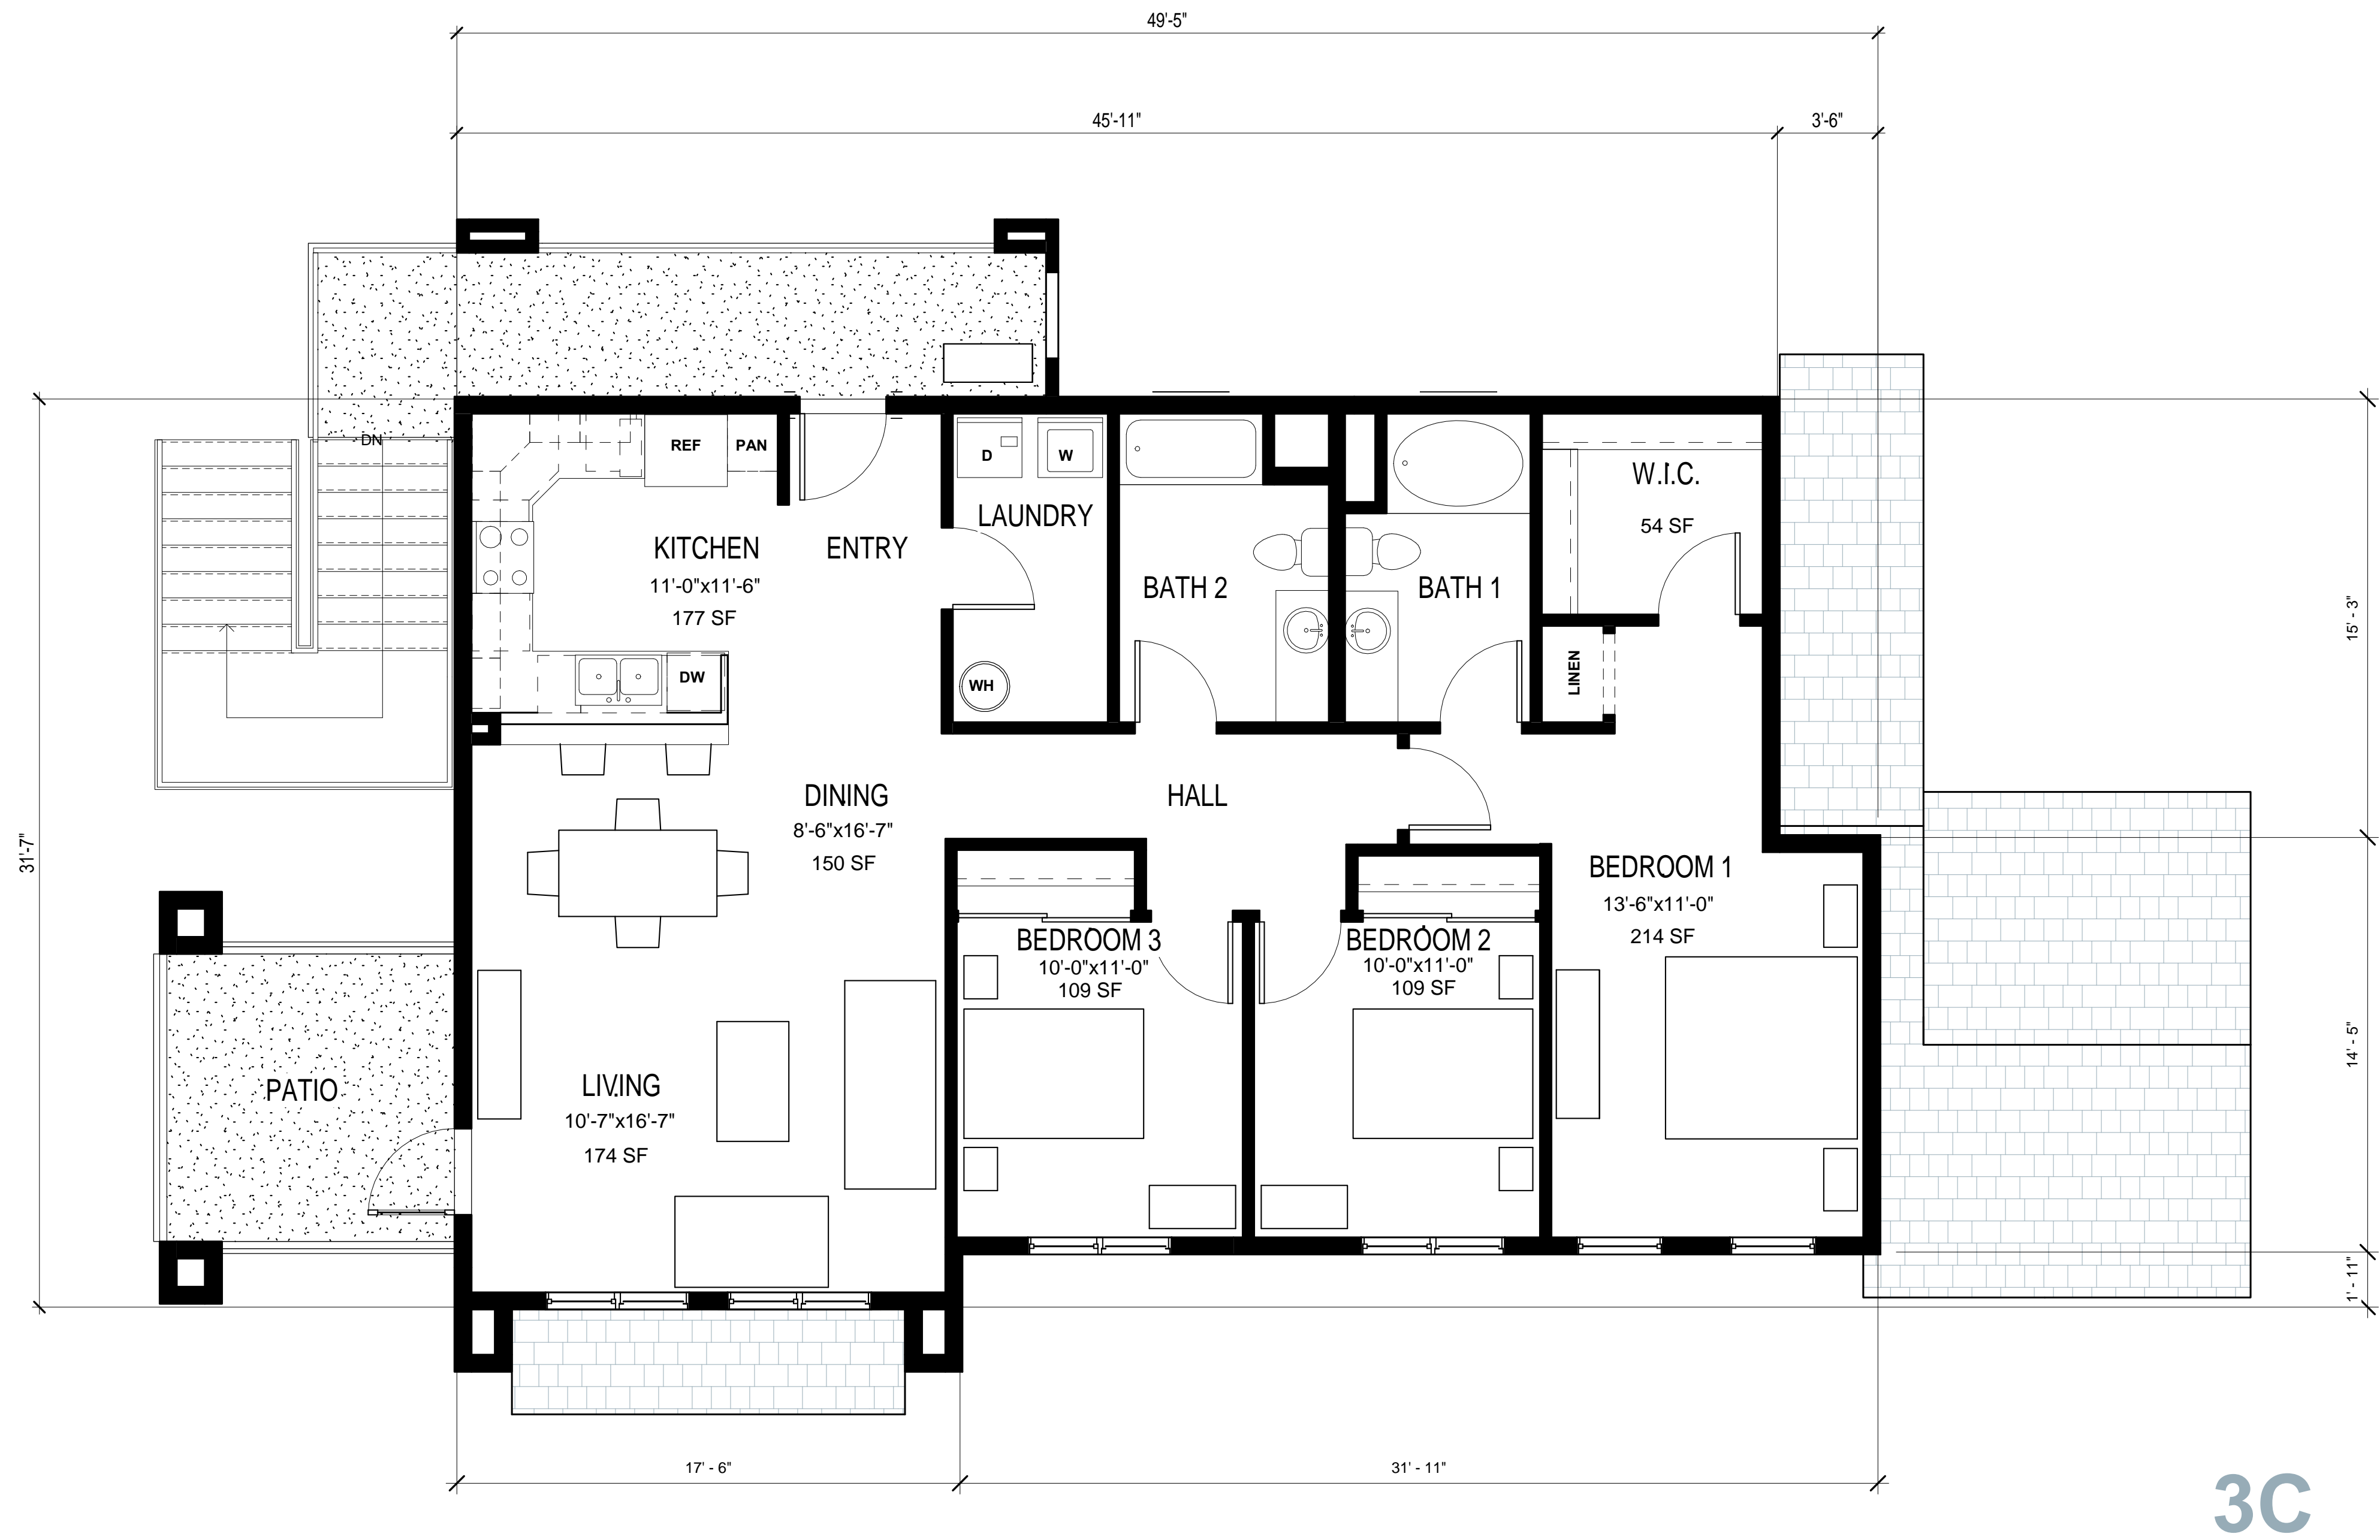 49'-5"
45'-11"
3'-6"
DN
REF
PAN
D
W
W.I.C.
54 SF
LAUNDRY
KITCHEN
11'-0"x11'-6"
177 SF
ENTRY
BATH 2
BATH 1
15' - 3"
LINEN
DW
WH
DINING
8'-6"x16'-7"
150 SF
HALL
31'-7"
BEDROOM 1
13'-6"x11'-0"
214 SF
BEDROOM 3
10'-0"x11'-0"
109 SF
BEDROOM 2
10'-0"x11'-0"
109 SF
14' - 5"
PATIO
LIVING
10'-7"x16'-7"
174 SF
1' - 11"
17' - 6"
31' - 11"
3C